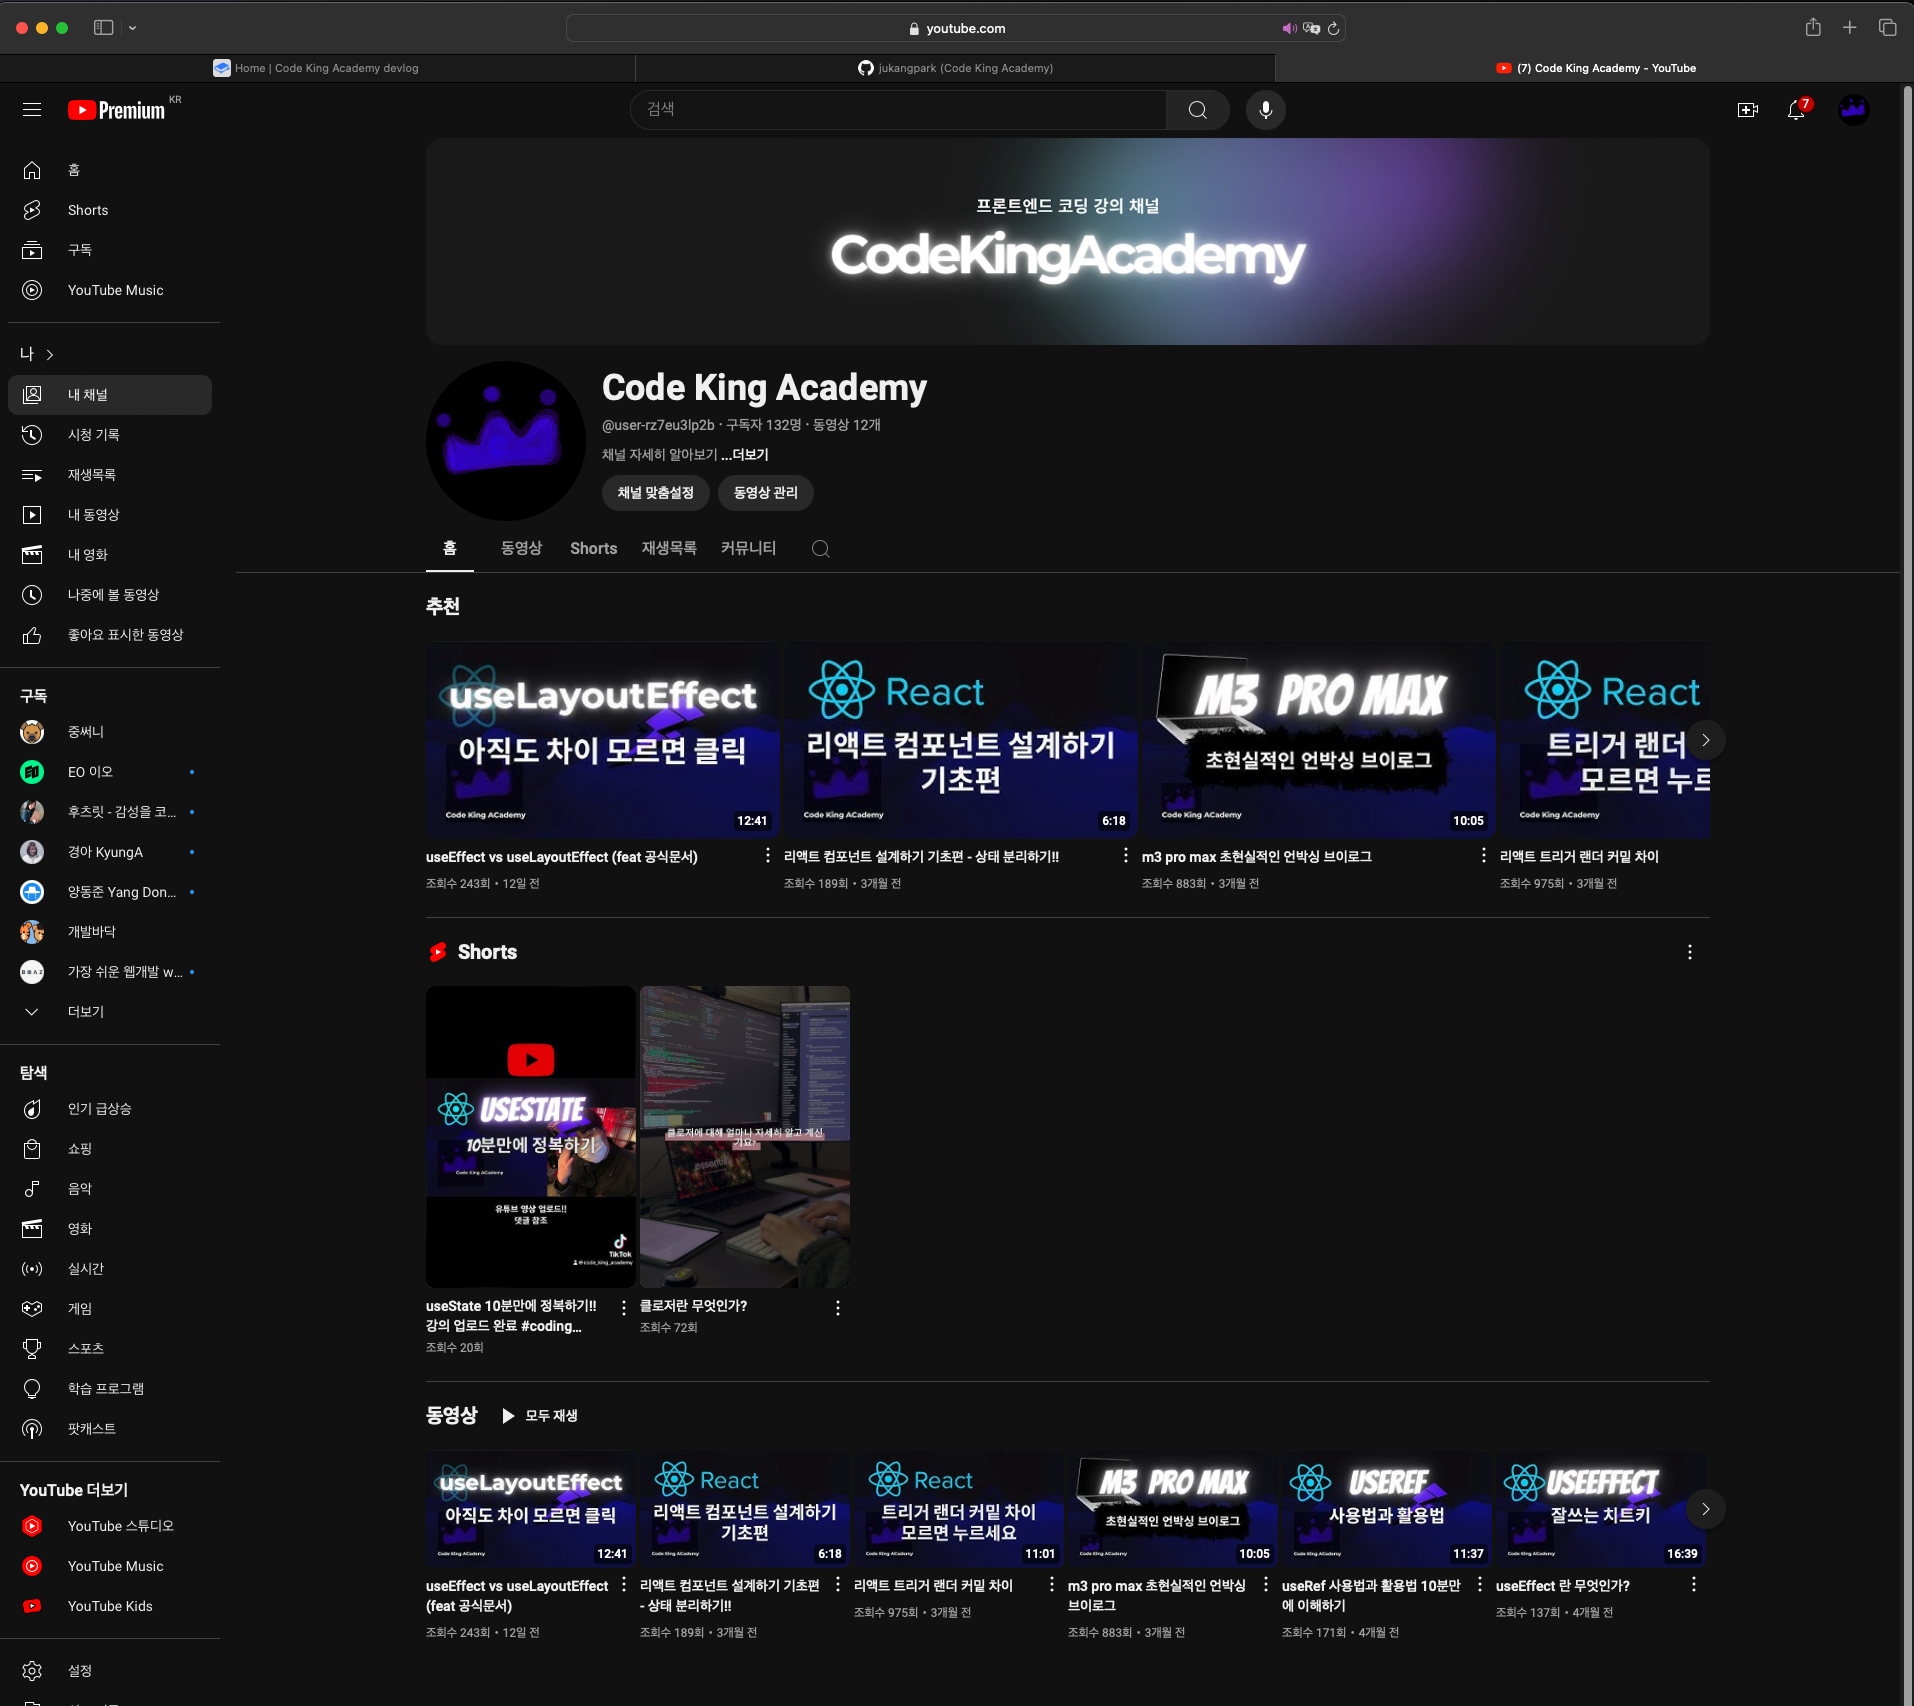 youtube.com
Home | Code King Academy devlog
jukangpark (Code King Academy)
(7) Code King Academy - YouTube
Premium KR
검색
7
홈
Shorts
구독
YouTube Music
나
내 채널
시청 기록
재생목록
내 동영상
내 영화
나중에 볼 동영상
좋아요 표시한 동영상
구독
중써니
EO 이오
후츠릿 - 감성을 코...
경아 KyungA
양동준 Yang Don...
개발바닥
가장 쉬운 웹개발 w...
더보기
탐색
인기 급상승
쇼핑
음악
영화
실시간
게임
스포츠
학습 프로그램
팟캐스트
YouTube 더보기
YouTube 스튜디오
YouTube Music
YouTube Kids
설정
프론트엔드 코딩 강의 채널
CodeKingAcademy
Code King Academy
@user-rz7eu3lp2b · 구독자 132명 · 동영상 12개
채널 자세히 알아보기 ...더보기
채널 맞춤설정
동영상 관리
홈
동영상
Shorts
재생목록
커뮤니티
추천
useLayoutEffect
아직도 차이 모르면 클릭
Code King ACademy
12:41
useEffect vs useLayoutEffect (feat 공식문서)
조회수 243회 • 12일 전
React
리액트 컴포넌트 설계하기
기초편
Code King ACademy
6:18
리액트 컴포넌트 설계하기 기초편 - 상태 분리하기!!
조회수 189회 • 3개월 전
M3 PRO MAX
초현실적인 언박싱 브이로그
Code King ACademy
10:05
m3 pro max 초현실적인 언박싱 브이로그
조회수 883회 • 3개월 전
React
트리거 랜더
모르면 누르
Code King ACademy
리액트 트리거 랜더 커밑 차이
조회수 975회 • 3개월 전
Shorts
USESTATE
10분만에 정복하기
Code King ACademy
유튜브 영상 업로드!!
댓글 참조
TikTok
@code_king_academy
useState 10분만에 정복하기!!
강의 업로드 완료 #coding...
조회수 20회
클로저에 대해 얼마나 자세히 알고 계신
가요?
essential
클로저란 무엇인가?
조회수 72회
동영상
모두 재생
useLayoutEffect
아직도 차이 모르면 클릭
Code King ACademy
12:41
useEffect vs useLayoutEffect
(feat 공식문서)
조회수 243회 • 12일 전
React
리액트 컴포넌트 설계하기
기초편
Code King ACademy
6:18
리액트 컴포넌트 설계하기 기초편
- 상태 분리하기!!
조회수 189회 • 3개월 전
React
트리거 랜더 커밑 차이
모르면 누르세요
Code King ACademy
11:01
리액트 트리거 랜더 커밑 차이
조회수 975회 • 3개월 전
M3 PRO MAX
초현실적인 언박싱 브이로그
Code King ACademy
10:05
m3 pro max 초현실적인 언박싱
브이로그
조회수 883회 • 3개월 전
USEREF
사용법과 활용법
Code King ACademy
11:37
useRef 사용법과 활용법 10분만
에 이해하기
조회수 171회 • 4개월 전
USEEFFECT
잘쓰는 치트키
Code King ACademy
16:39
useEffect 란 무엇인가?
조회수 137회 • 4개월 전